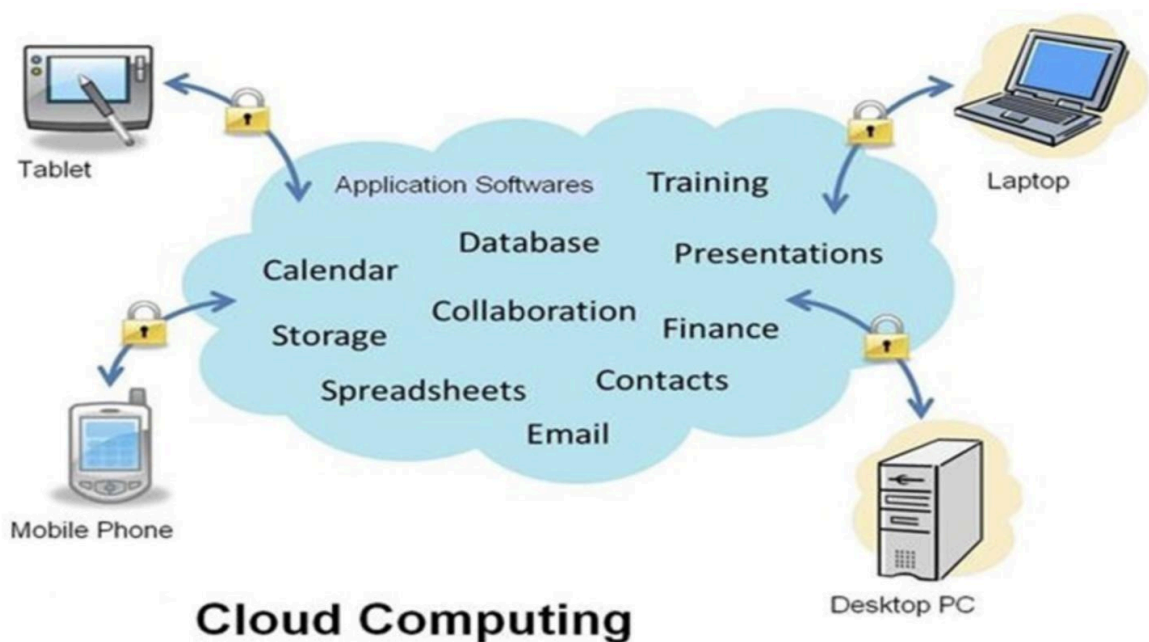 Tablet
Laptop
Application Softwares
Training
Database
Presentations
Calendar
Collaboration
Finance
Storage
Contacts
Spreadsheets
Email
Mobile Phone
Desktop PC
Cloud Computing